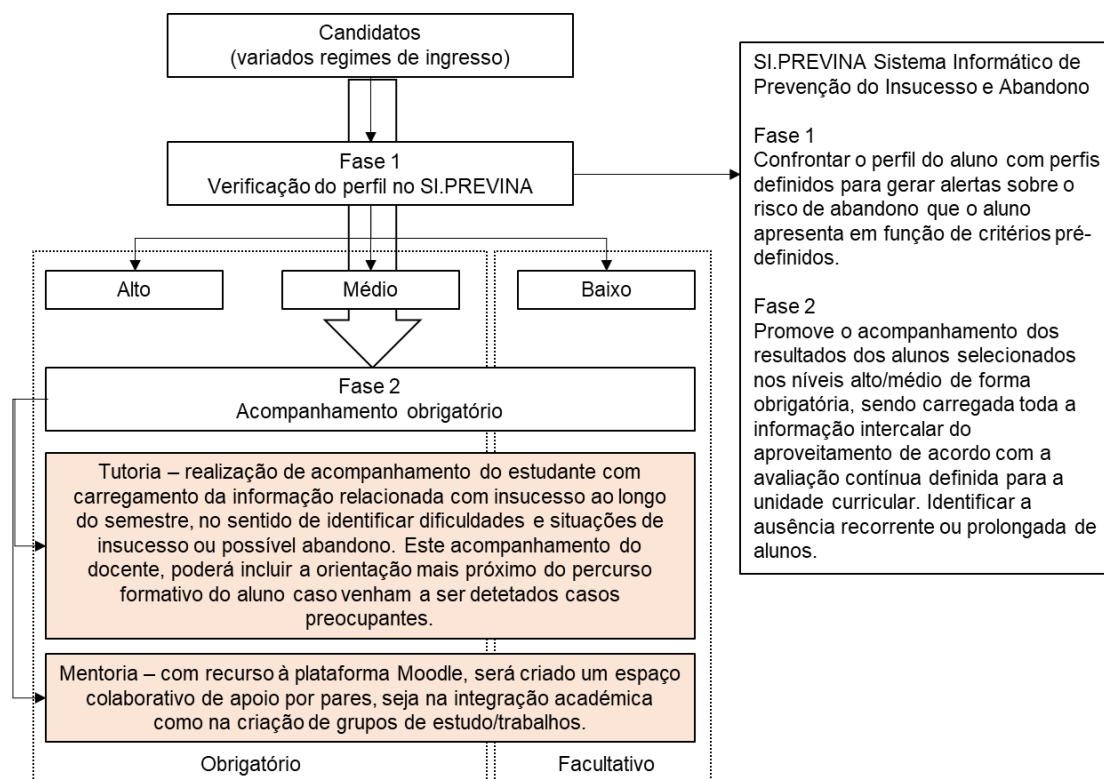 Candidatos
(variados regimes de ingresso)
Fase 1
Verificação do perfil no SI.PREVINA
Alto
Médio
Baixo
Fase 2
Acompanhamento obrigatório
Tutoria – realização de acompanhamento do estudante com
carregamento da informação relacionada com insucesso ao longo
do semestre, no sentido de identificar dificuldades e situações de
insucesso ou possível abandono. Este acompanhamento do
docente, poderá incluir a orientação mais próximo do percurso
formativo do aluno caso venham a ser detetados casos
preocupantes.
Mentoria – com recurso à plataforma Moodle, será criado um espaço
colaborativo de apoio por pares, seja na integração académica
como na criação de grupos de estudo/trabalhos.
Obrigatório
Facultativo
SI.PREVINA Sistema Informático de
Prevenção do Insucesso e Abandono
Fase 1
Confrontar o perfil do aluno com perfis
definidos para gerar alertas sobre o
risco de abandono que o aluno
apresenta em função de critérios pré-
definidos.
Fase 2
Promove o acompanhamento dos
resultados dos alunos selecionados
nos níveis alto/médio de forma
obrigatória, sendo carregada toda a
informação intercalar do
aproveitamento de acordo com a
avaliação contínua definida para a
unidade curricular. Identificar a
ausência recorrente ou prolongada de
alunos.